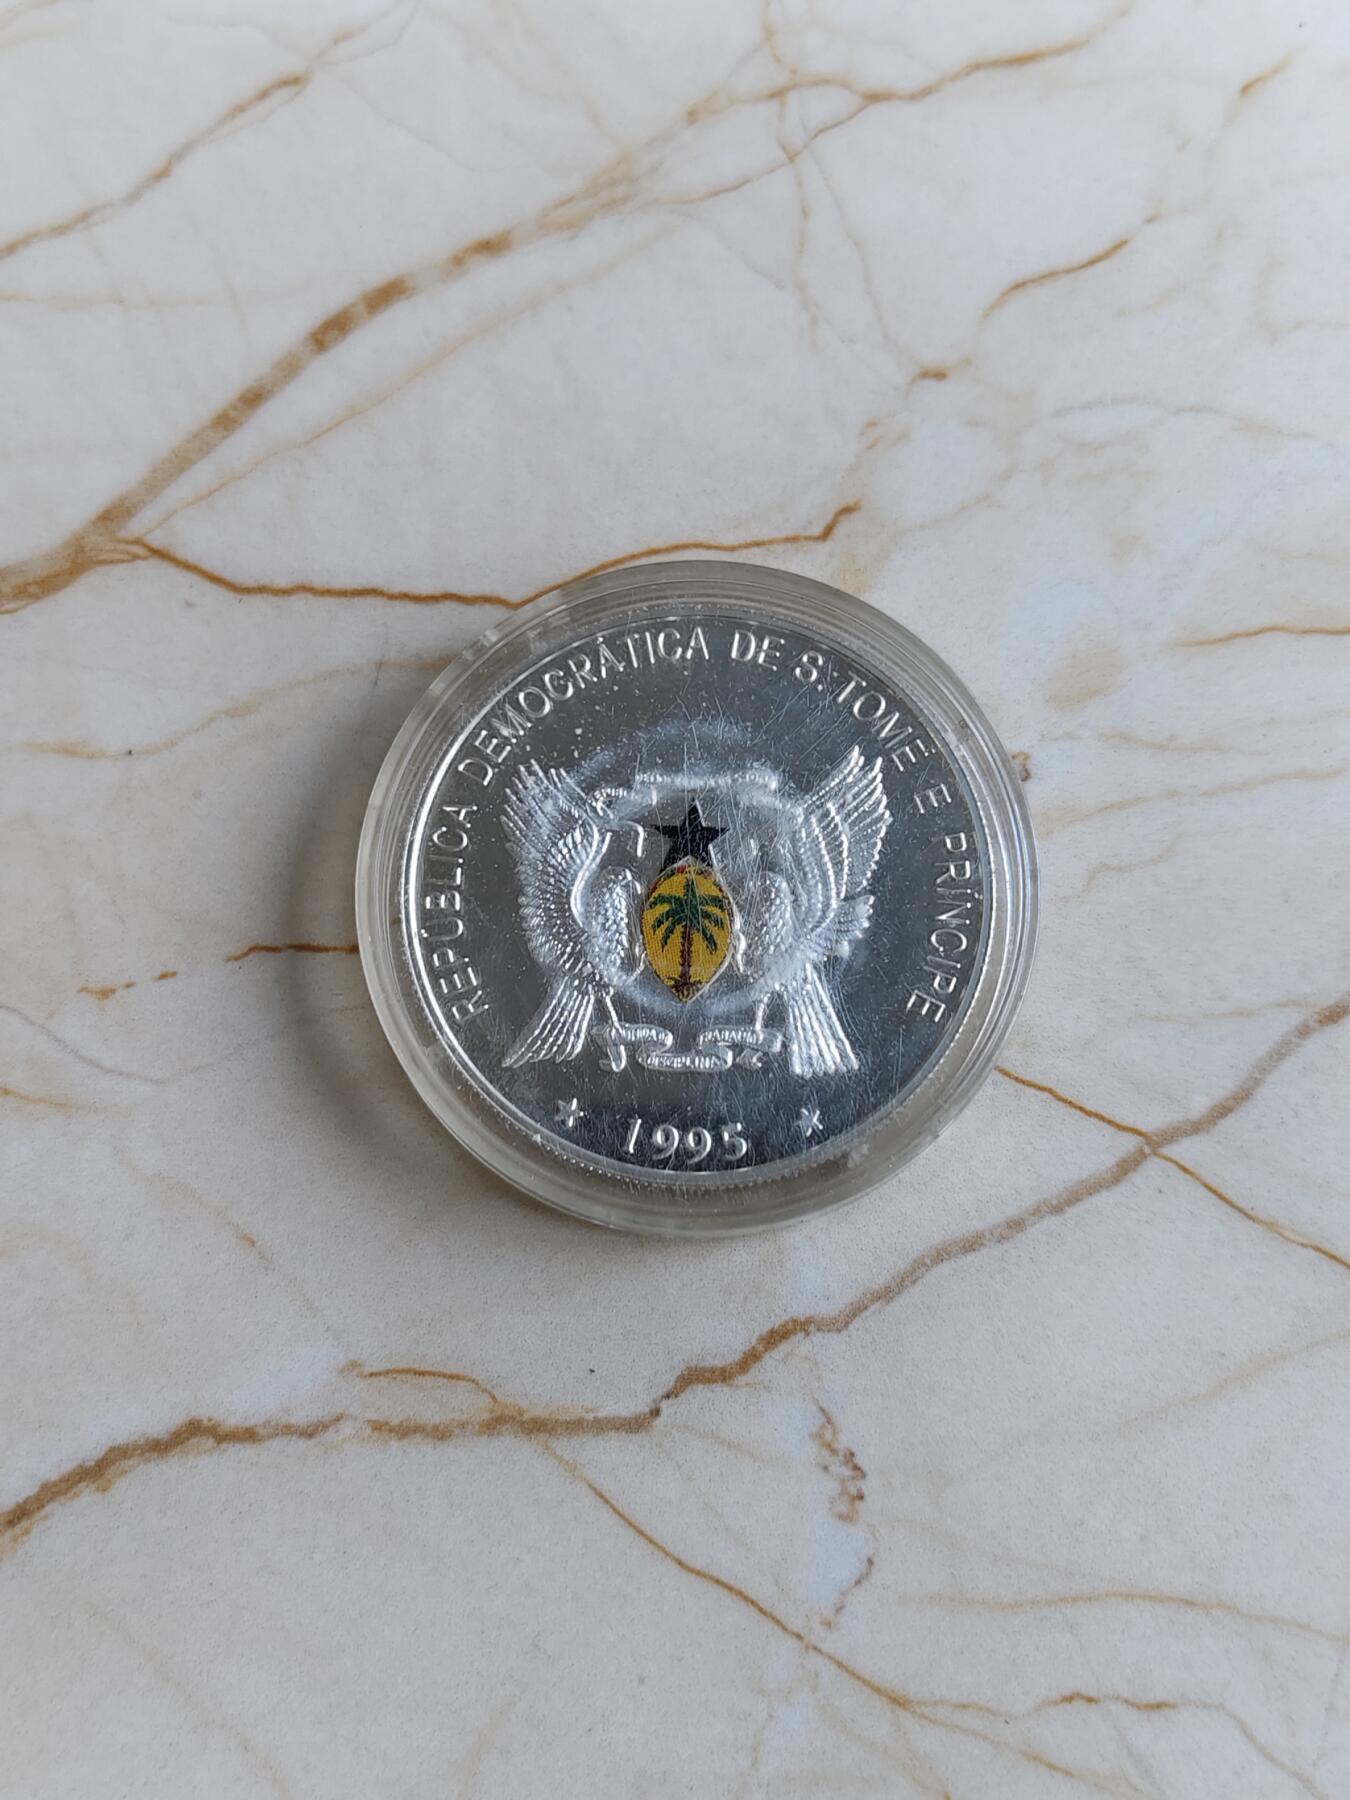 REPÚBLICA DEMOCRÁTICA DE S. TOMÉ E PRÍNCIPE
DISCIPLINA
1995